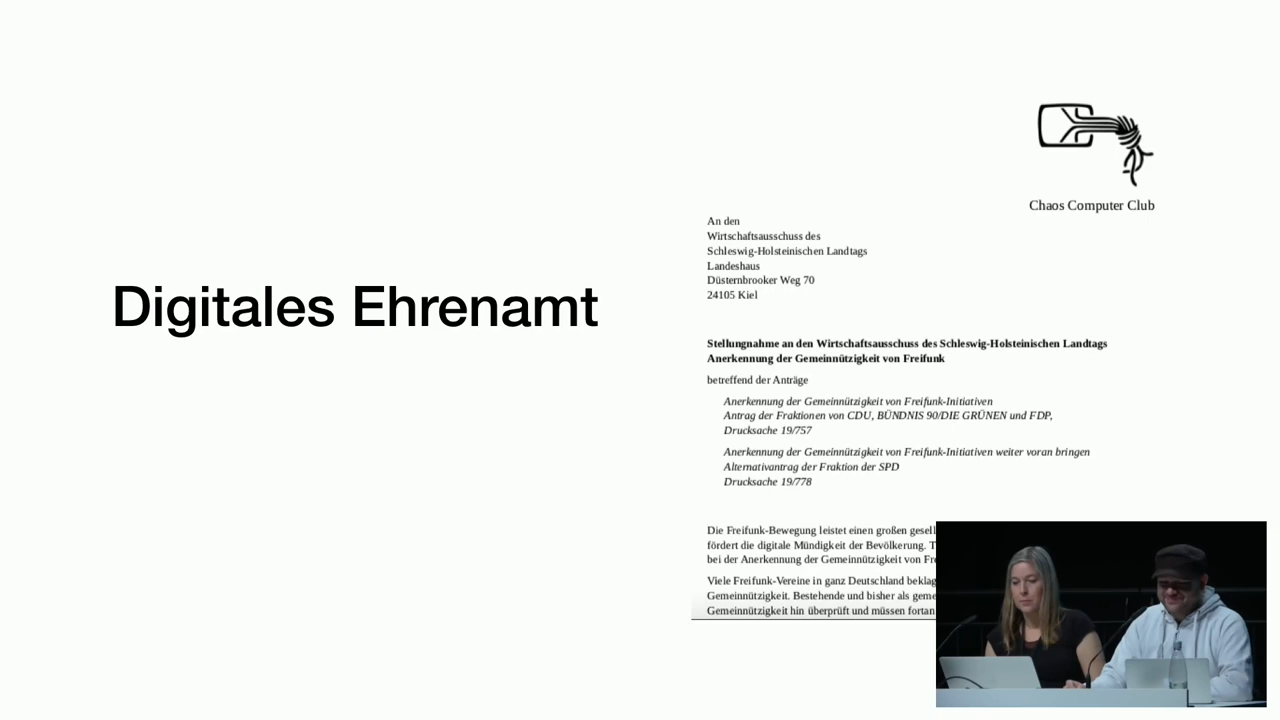 Digitales Ehrenamt
Chaos Computer Club
An den
Wirtschaftsausschuss des
Schleswig-Holsteinischen Landtags
Landeshaus
Düsternbrooker Weg 70
24105 Kiel
Stellungnahme an den Wirtschaftsausschuss des Schleswig-Holsteinischen Landtags
Anerkennung der Gemeinnützigkeit von Freifunk
betreffend der Anträge
Anerkennung der Gemeinnützigkeit von Freifunk-Initiativen
Antrag der Fraktionen von CDU, BÜNDNIS 90/DIE GRÜNEN und FDP,
Drucksache 19/757
Anerkennung der Gemeinnützigkeit von Freifunk-Initiativen weiter voran bringen
Alternativantrag der Fraktion der SPD
Drucksache 19/778
Die Freifunk-Bewegung leistet einen großen
fördert die digitale Mündigkeit der Bevölkerung.
bei der Anerkennung der Gemeinnützigkeit von
Viele Freifunk-Vereine in ganz Deutschland
Gemeinnützigkeit. Bestehende und bisher als
Gemeinnützigkeit hin überprüft und müssen fortan